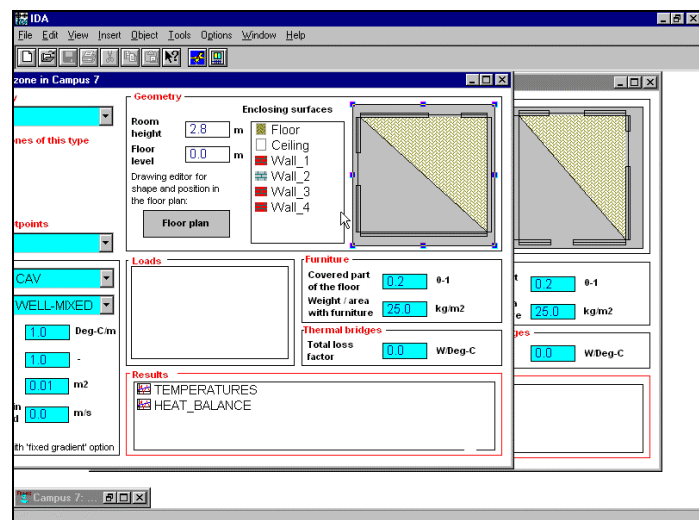 IDA
File Edit View Insert Object Tools Options Window Help
zone in Campus 7
Geometry
Room height 2.8 m
Floor level 0.0 m
Drawing editor for
shape and position in
the floor plan:
Floor plan
Enclosing surfaces
Floor
Ceiling
Wall_1
Wall_2
Wall_3
Wall_4
nes of this type
tpoints
CAV
WELL-MIXED
1.0 Deg-C/m
1.0 -
0.01 m2
0.0 m/s
ith 'fixed gradient' option
Loads
Furniture
Covered part
of the floor 0.2 0-1
Weight / area
with furniture 25.0 kg/m2
Thermal bridges
Total loss
factor 0.0 W/Deg-C
Results
TEMPERATURES
HEAT_BALANCE
0.2 0-1
25.0 kg/m2
ges
0.0 W/Deg-C
Campus 7: ...